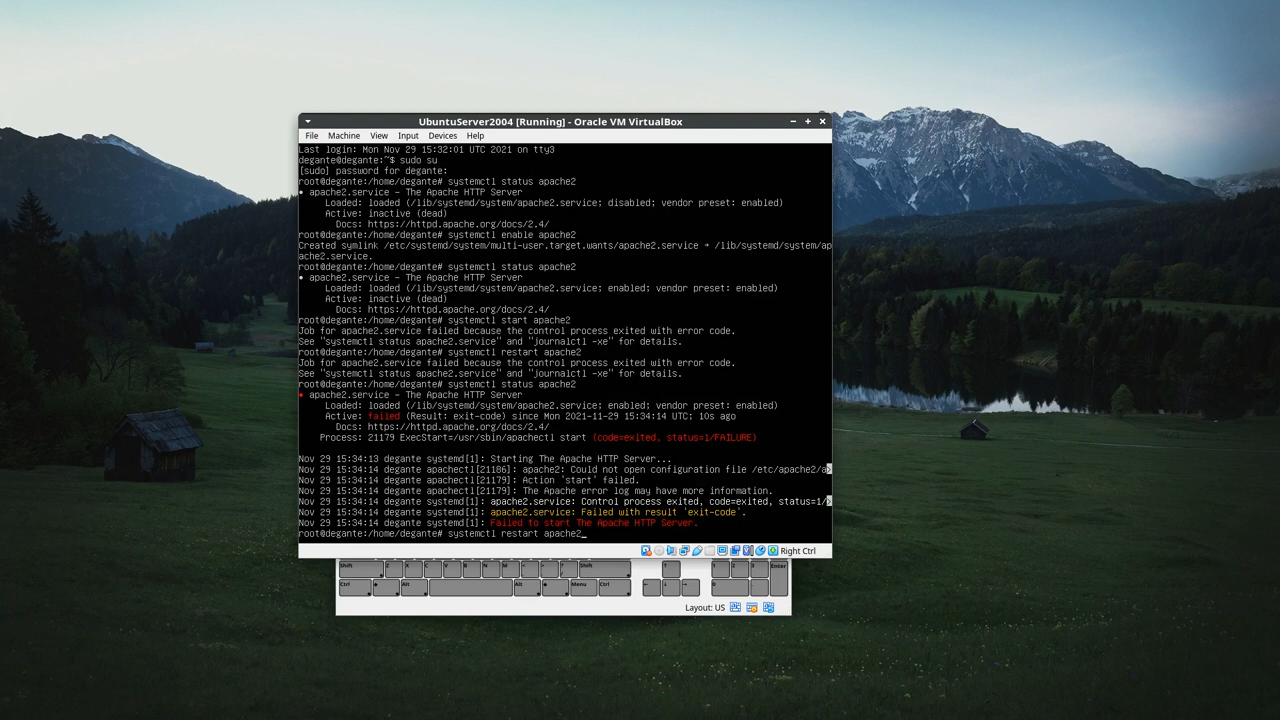 UbuntuServer2004 [Running] - Oracle VM VirtualBox
File Machine View Input Devices Help
Last login: Mon Nov 29 15:32:01 UTC 2021 on tty3
degante@degante:~$ sudo su
[sudo] password for degante:
root@degante:/home/degante# systemctl status apache2
● apache2.service - The Apache HTTP Server
Loaded: loaded (/lib/systemd/system/apache2.service; disabled; vendor preset: enabled)
Active: inactive (dead)
Docs: https://httpd.apache.org/docs/2.4/
root@degante:/home/degante# systemctl enable apache2
Created symlink /etc/systemd/system/multi-user.target.wants/apache2.service → /lib/systemd/system/ap
ache2.service.
root@degante:/home/degante# systemctl status apache2
● apache2.service - The Apache HTTP Server
Loaded: loaded (/lib/systemd/system/apache2.service; enabled; vendor preset: enabled)
Active: inactive (dead)
Docs: https://httpd.apache.org/docs/2.4/
root@degante:/home/degante# systemctl start apache2
Job for apache2.service failed because the control process exited with error code.
See "systemctl status apache2.service" and "journalctl -xe" for details.
root@degante:/home/degante# systemctl restart apache2
Job for apache2.service failed because the control process exited with error code.
See "systemctl status apache2.service" and "journalctl -xe" for details.
root@degante:/home/degante# systemctl status apache2
● apache2.service - The Apache HTTP Server
Loaded: loaded (/lib/systemd/system/apache2.service; enabled; vendor preset: enabled)
Active: failed (Result: exit-code) since Mon 2021-11-29 15:34:14 UTC; 10s ago
Docs: https://httpd.apache.org/docs/2.4/
Process: 21179 ExecStart=/usr/sbin/apachectl start (code=exited, status=1/FAILURE)
Nov 29 15:34:13 degante systemd[1]: Starting The Apache HTTP Server...
Nov 29 15:34:14 degante apachectl[21186]: apache2: Could not open configuration file /etc/apache2/a>
Nov 29 15:34:14 degante apachectl[21179]: Action 'start' failed.
Nov 29 15:34:14 degante apachectl[21179]: The Apache error log may have more information.
Nov 29 15:34:14 degante systemd[1]: apache2.service: Control process exited, code=exited, status=1/>
Nov 29 15:34:14 degante systemd[1]: apache2.service: Failed with result 'exit-code'.
Nov 29 15:34:14 degante systemd[1]: Failed to start The Apache HTTP Server.
root@degante:/home/degante# systemctl restart apache2_
Right Ctrl
Shift Z X C V B N M < > ? / Shift ↑ 1 2 3 Enter
Ctrl Alt Alt Menu Ctrl ← ↓ → 0 .
Layout: US